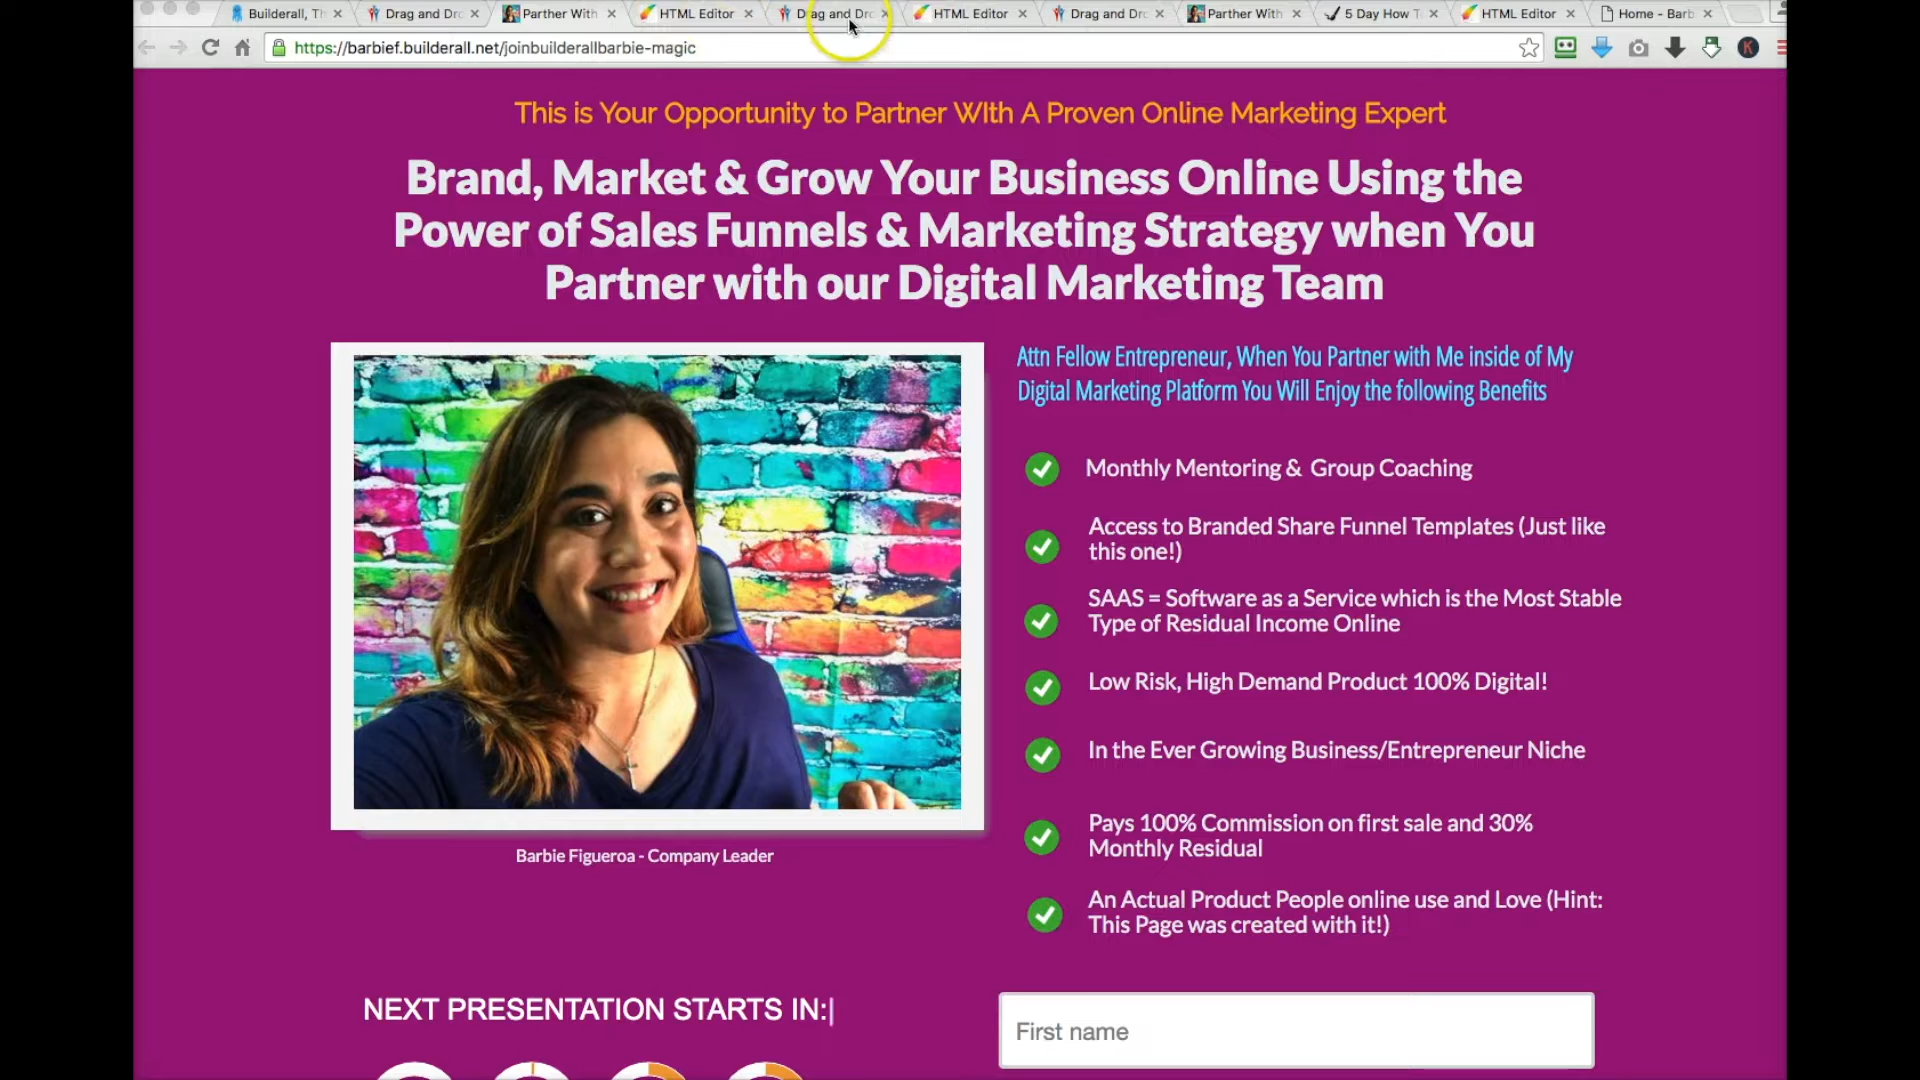 Builderall, Th
Drag and Dro
Parther With
HTML Editor
Drag and Dro
HTML Editor
Drag and Dro
Parther With
5 Day How T
HTML Editor
Home - Barb
https://barbief.builderall.net/joinbuilderallbarbie-magic
This is Your Opportunity to Partner WIth A Proven Online Marketing Expert
Brand, Market & Grow Your Business Online Using the
Power of Sales Funnels & Marketing Strategy when You
Partner with our Digital Marketing Team
Attn Fellow Entrepreneur, When You Partner with Me inside of My
Digital Marketing Platform You Will Enjoy the following Benefits
Monthly Mentoring & Group Coaching
Access to Branded Share Funnel Templates (Just like
this one!)
SAAS = Software as a Service which is the Most Stable
Type of Residual Income Online
Low Risk, High Demand Product 100% Digital!
In the Ever Growing Business/Entrepreneur Niche
Pays 100% Commission on first sale and 30%
Monthly Residual
An Actual Product People online use and Love (Hint:
This Page was created with it!)
Barbie Figueroa - Company Leader
NEXT PRESENTATION STARTS IN:
First name